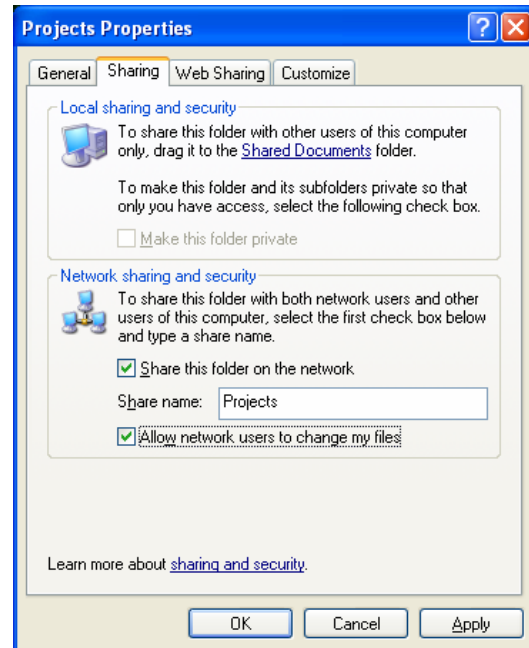 Projects Properties
General Sharing Web Sharing Customize
Local sharing and security
To share this folder with other users of this computer
only, drag it to the Shared Documents folder.
To make this folder and its subfolders private so that
only you have access, select the following check box.
Make this folder private
Network sharing and security
To share this folder with both network users and other
users of this computer, select the first check box below
and type a share name.
Share this folder on the network
Share name: Projects
Allow network users to change my files
Learn more about sharing and security.
OK Cancel Apply